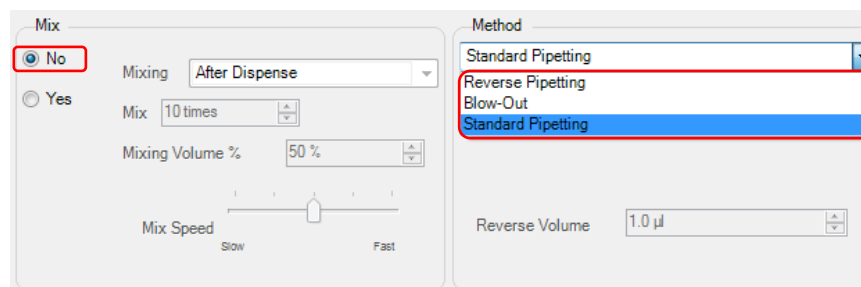 Mix
No
Yes
Mixing After Dispense
Mix 10 times
Mixing Volume % 50 %
Mix Speed
Slow Fast
Method
Standard Pipetting
Reverse Pipetting
Blow-Out
Standard Pipetting
Reverse Volume 1.0 µl